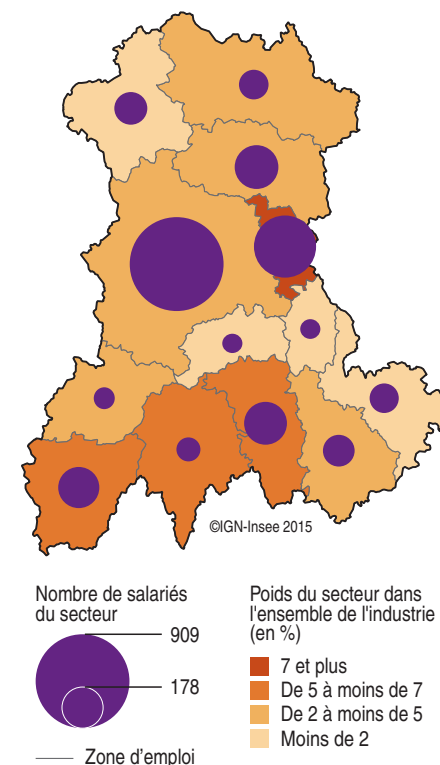 ©IGN-Insee 2015
Nombre de salariés
du secteur
909
178
Zone d'emploi
Poids du secteur dans
l'ensemble de l'industrie
(en %)
7 et plus
De 5 à moins de 7
De 2 à moins de 5
Moins de 2